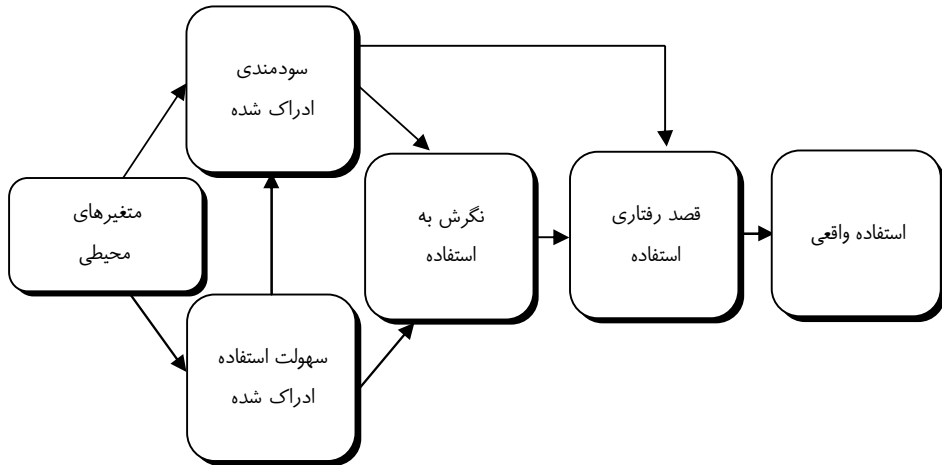 سودمندی
ادراک شده
متغیرهای
محیطی
سهولت استفاده
ادراک شده
نگرش به
استفاده
قصد رفتاری
استفاده
استفاده واقعی